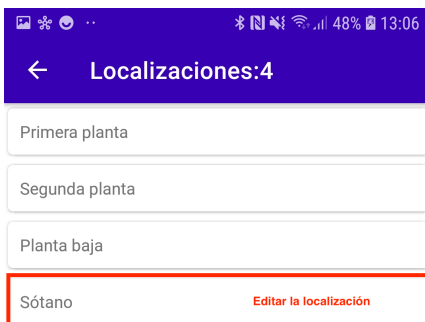 48% 13:06
Localizaciones:4
Primera planta
Segunda planta
Planta baja
Sótano Editar la localización